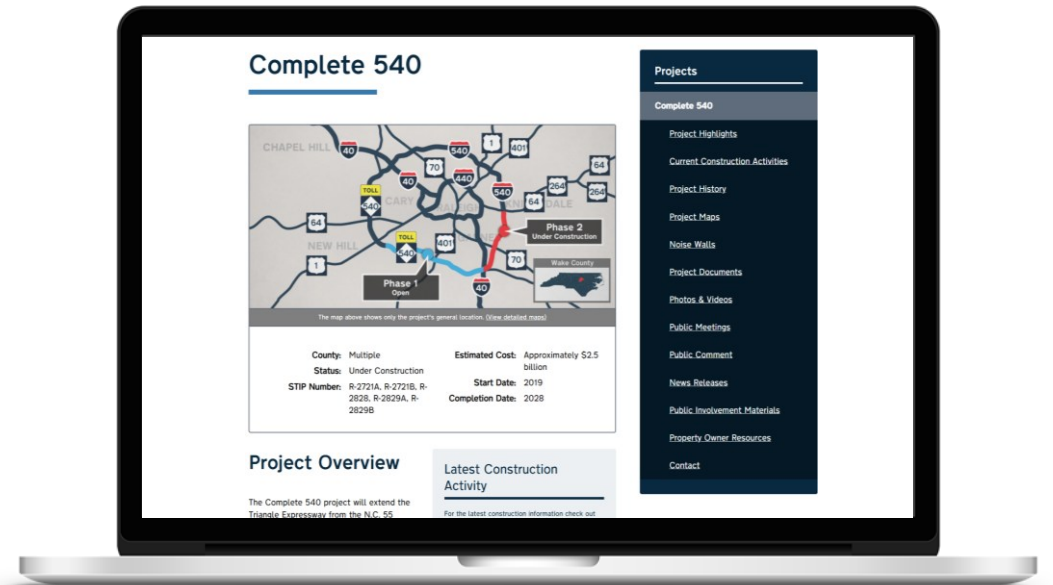 Complete 540
CHAPEL HILL
40
540
1
401
70
64
40
440
264
264
TOLL
540
CARY
RALEIGH
540
64
KNIGHTDALE
64
Phase 2
Under Construction
NEW HILL
TOLL
540
401
70
Wake County
1
Phase 1
Open
40
The map above shows only the project's general location. (View detailed maps)
County: Multiple
Status: Under Construction
STIP Number: R-2721A, R-2721B, R-
2828, R-2829A, R-
2829B
Estimated Cost: Approximately $2.5
billion
Start Date: 2019
Completion Date: 2028
Project Overview
The Complete 540 project will extend the
Triangle Expressway from the N.C. 55
Latest Construction
Activity
For the latest construction information check out
Projects
Complete 540
Project Highlights
Current Construction Activities
Project History
Project Maps
Noise Walls
Project Documents
Photos & Videos
Public Meetings
Public Comment
News Releases
Public Involvement Materials
Property Owner Resources
Contact